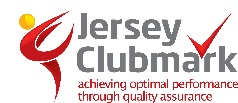 Jersey
Clubmark
achieving optimal performance
through quality assurance